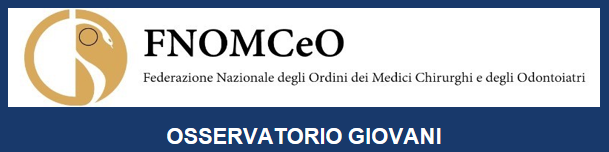 FNOMCeO
Federazione Nazionale degli Ordini dei Medici Chirurghi e degli Odontoiatri
OSSERVATORIO GIOVANI